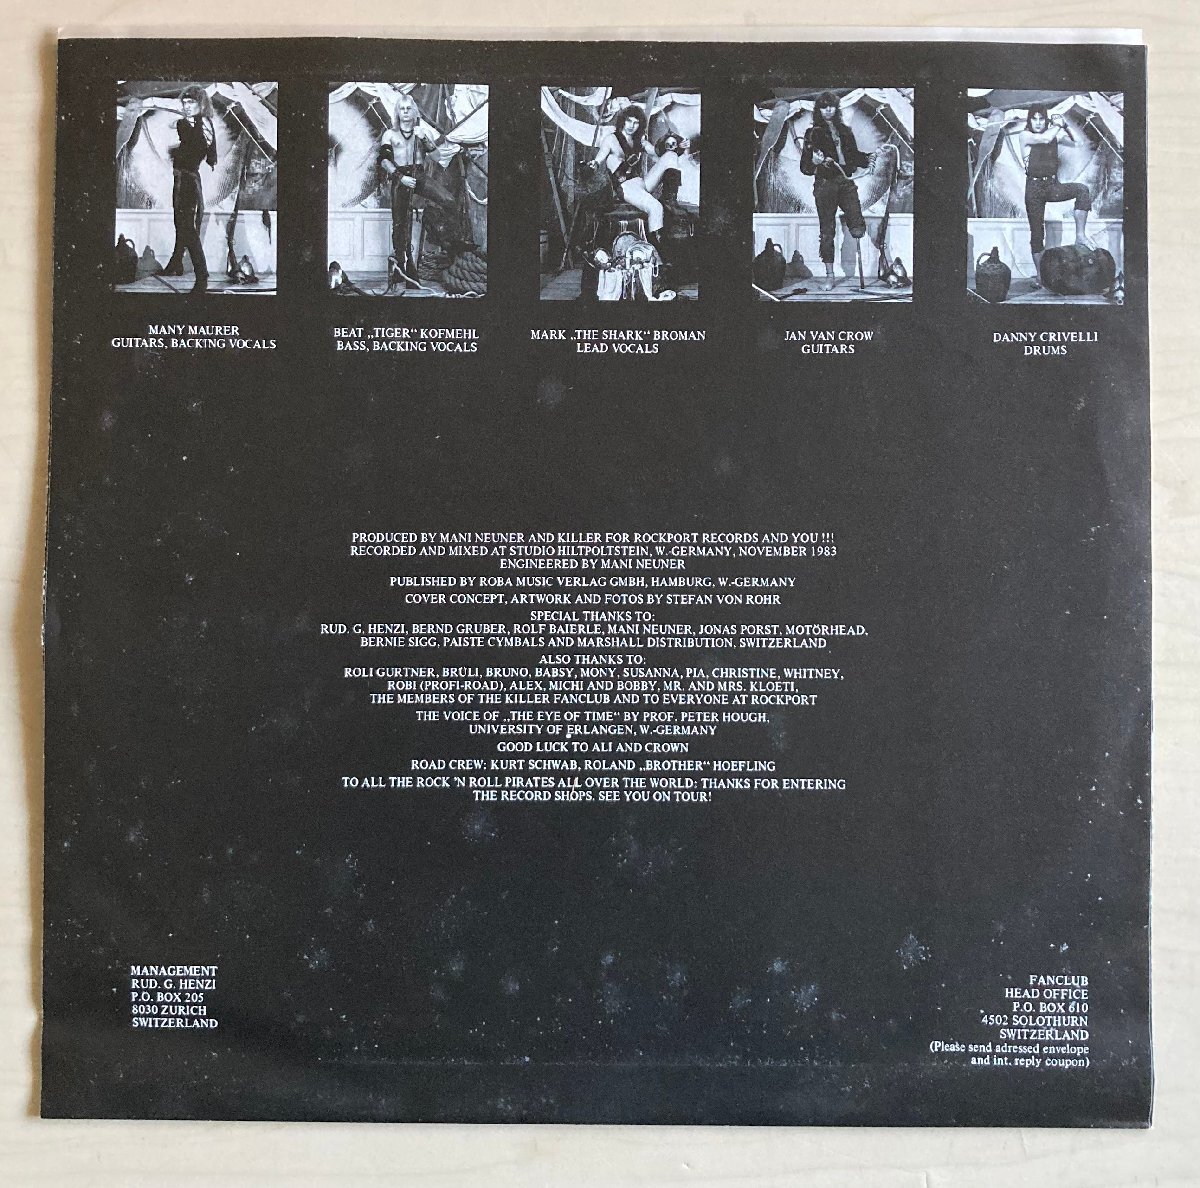 MANY MAURER
GUITARS, BACKING VOCALS
BEAT „TIGER“ KOFMEHL
BASS, BACKING VOCALS
MARK „THE SHARK“ BROMAN
LEAD VOCALS
JAN VAN CROW
GUITARS
DANNY CRIVELLI
DRUMS
PRODUCED BY MANI NEUNER AND KILLER FOR ROCKPORT RECORDS AND YOU !!!
RECORDED AND MIXED AT STUDIO HILTPOLTSTEIN, W.-GERMANY, NOVEMBER 1983
ENGINEERED BY MANI NEUNER
PUBLISHED BY ROBA MUSIC VERLAG GMBH, HAMBURG, W.-GERMANY
COVER CONCEPT, ARTWORK AND FOTOS BY STEFAN VON ROHR
SPECIAL THANKS TO:
RUD. G. HENZI, BERND GRUBER, ROLF BAIERLE, MANI NEUNER, JONAS PORST, MOTÖRHEAD,
BERNIE SIGG, PAISTE CYMBALS AND MARSHALL DISTRIBUTION, SWITZERLAND
ALSO THANKS TO:
ROLI GURTNER, BRÜLI, BRUNO, BABSY, MONY, SUSANNA, PIA, CHRISTINE, WHITNEY,
ROBI (PROFI-ROAD), ALEX, MICHI AND BOBBY, MR. AND MRS. KLOETI,
THE MEMBERS OF THE KILLER FANCLUB AND TO EVERYONE AT ROCKPORT
THE VOICE OF „THE EYE OF TIME“ BY PROF. PETER HOUGH,
UNIVERSITY OF ERLANGEN, W.-GERMANY
GOOD LUCK TO ALI AND CROWN
ROAD CREW: KURT SCHWAB, ROLAND „BROTHER“ HOEFLING
TO ALL THE ROCK 'N ROLL PIRATES ALL OVER THE WORLD: THANKS FOR ENTERING
THE RECORD SHOPS. SEE YOU ON TOUR!
MANAGEMENT
RUD. G. HENZI
P.O. BOX 205
8030 ZURICH
SWITZERLAND
FANCLUB
HEAD OFFICE
P.O. BOX 610
4502 SOLOTHURN
SWITZERLAND
(Please send adressed envelope
and int. reply coupon)